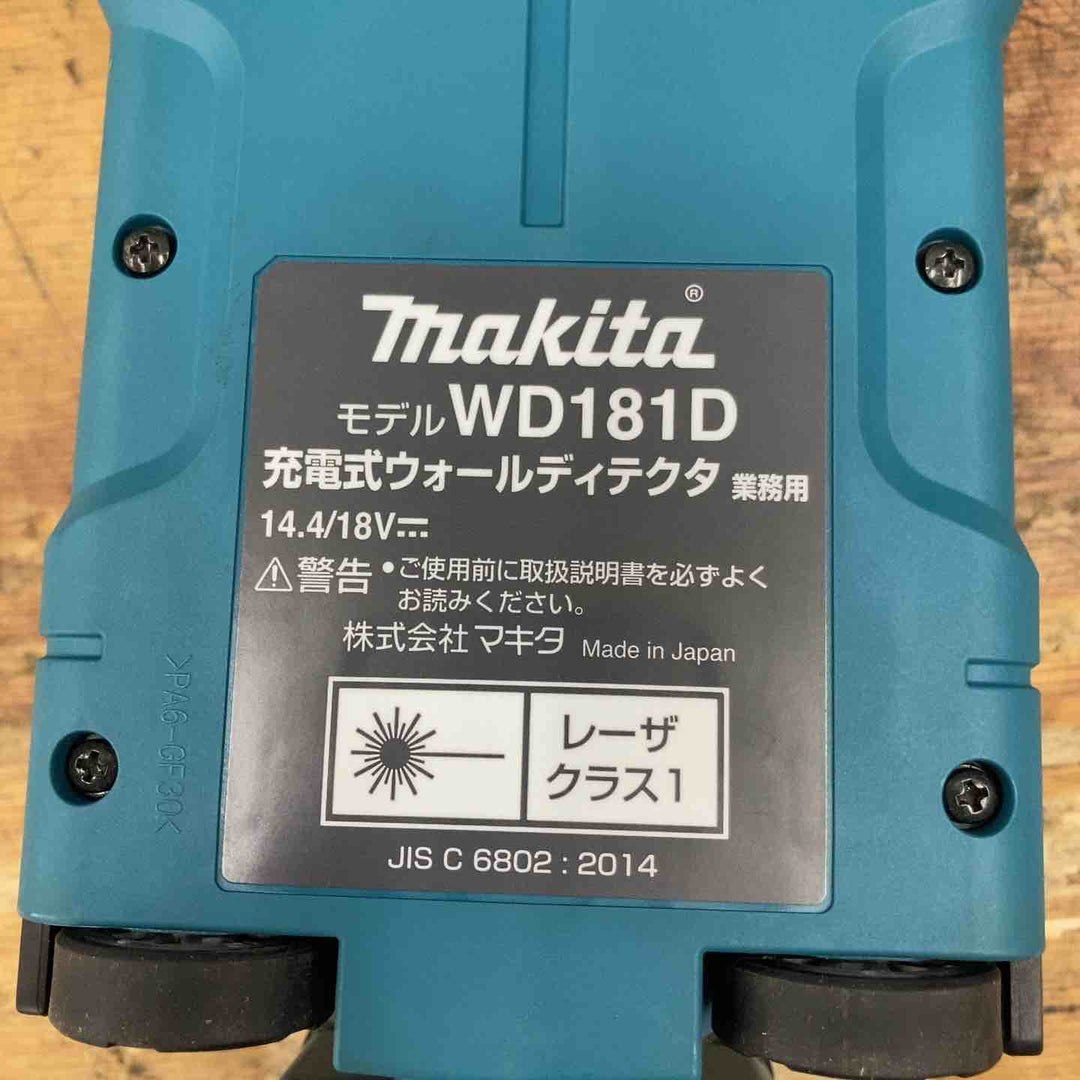 makita®
モデル WD181D
充電式ウォールディテクタ 業務用
14.4/18V⎓
⚠警告 •ご使用前に取扱説明書を必ずよく
お読みください。
株式会社 マキタ Made in Japan
レーザ
クラス1
JIS C 6802 : 2014
>PA6-GF30<